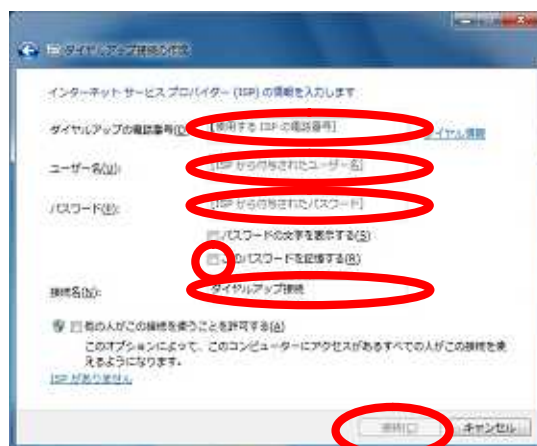 ダイヤルアップ接続の作成
インターネット サービス プロバイダー (ISP) の情報を入力します
ダイヤルアップの電話番号(D): [使用する ISP の電話番号] ダイヤル情報
ユーザー名(U): [ISP から付与されたユーザー名]
パスワード(P): [ISP から付与されたパスワード]
パスワードの文字を表示する(S)
このパスワードを記憶する(R)
接続名(N): ダイヤルアップ接続
他の人がこの接続を使うことを許可する(A)
このオプションによって、このコンピューターにアクセスがあるすべての人がこの接続を使
えるようになります。
ISP がありません
接続(C) キャンセル